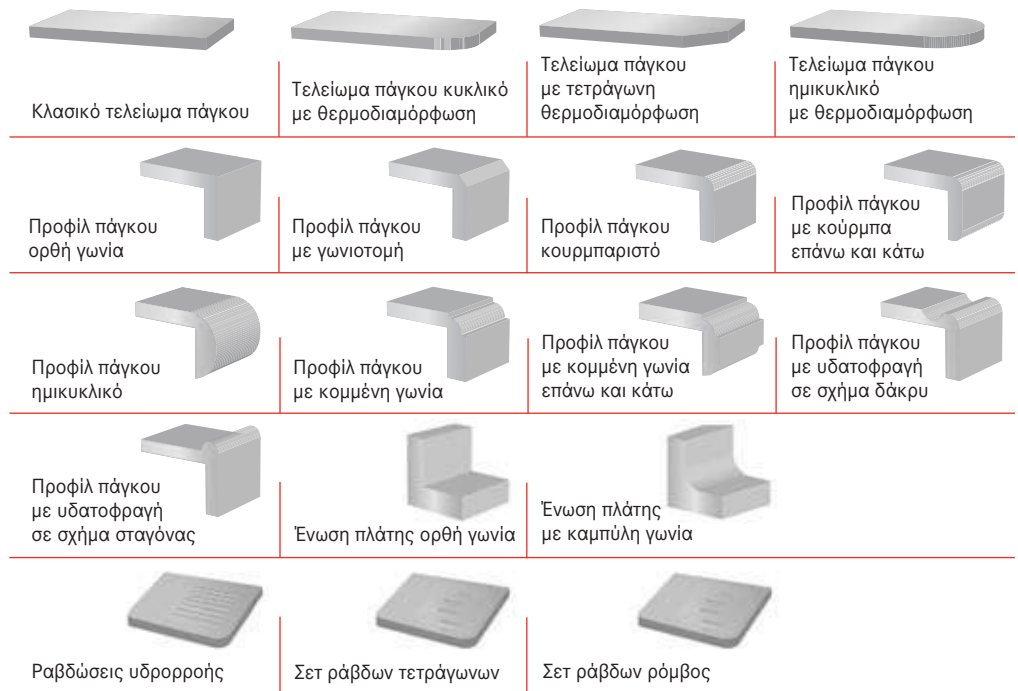 Κλασικό τελείωμα πάγκου
Τελείωμα πάγκου κυκλικό
με θερμοδιαμόρφωση
Τελείωμα πάγκου
με τετράγωνη
θερμοδιαμόρφωση
Τελείωμα πάγκου
ημικυκλικό
με θερμοδιαμόρφωση
Προφίλ πάγκου
ορθή γωνία
Προφίλ πάγκου
με γωνιοτομή
Προφίλ πάγκου
κουρμπαριστό
Προφίλ πάγκου
με κούρμπα
επάνω και κάτω
Προφίλ πάγκου
ημικυκλικό
Προφίλ πάγκου
με κομμένη γωνία
Προφίλ πάγκου
με κομμένη γωνία
επάνω και κάτω
Προφίλ πάγκου
με υδατοφραγή
σε σχήμα δάκρυ
Προφίλ πάγκου
με υδατοφραγή
σε σχήμα σταγόνας
Ένωση πλάτης ορθή γωνία
Ένωση πλάτης
με καμπύλη γωνία
Ραβδώσεις υδρορροής
Σετ ράβδων τετράγωνων
Σετ ράβδων ρόμβος